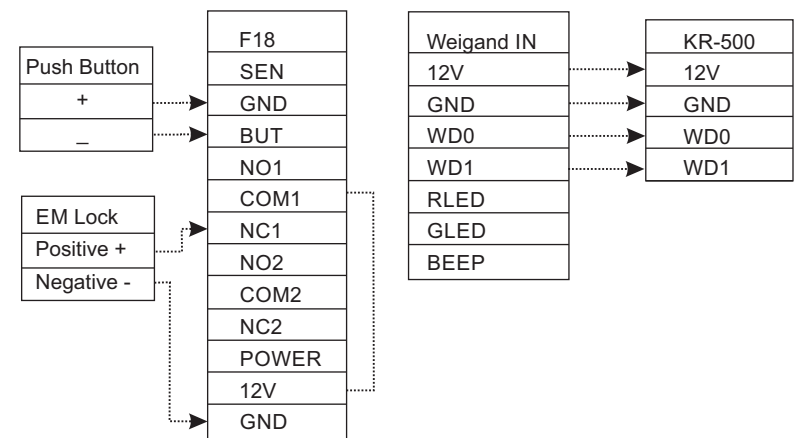 Push Button
+
_
EM Lock
Positive +
Negative -
F18
SEN
GND
BUT
NO1
COM1
NC1
NO2
COM2
NC2
POWER
12V
GND
Weigand IN
12V
GND
WD0
WD1
RLED
GLED
BEEP
KR-500
12V
GND
WD0
WD1